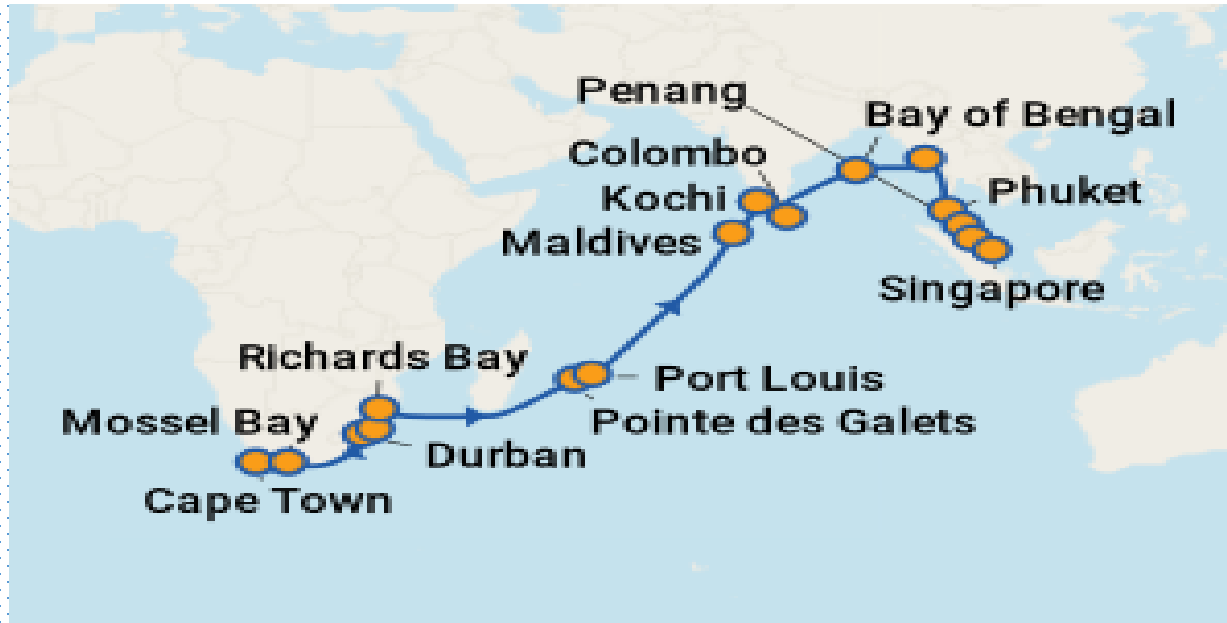 Penang
Bay of Bengal
Colombo
Kochi
Phuket
Maldives
Singapore
Richards Bay
Port Louis
Mossel Bay
Pointe des Galets
Durban
Cape Town